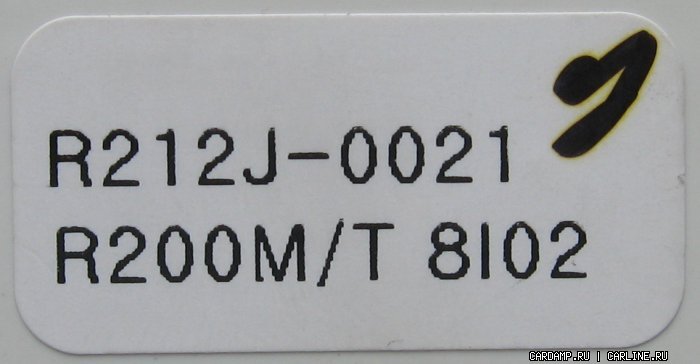 R212J-0021
R200M/T 8I02
CARDAMP.RU | CARLINE.RU